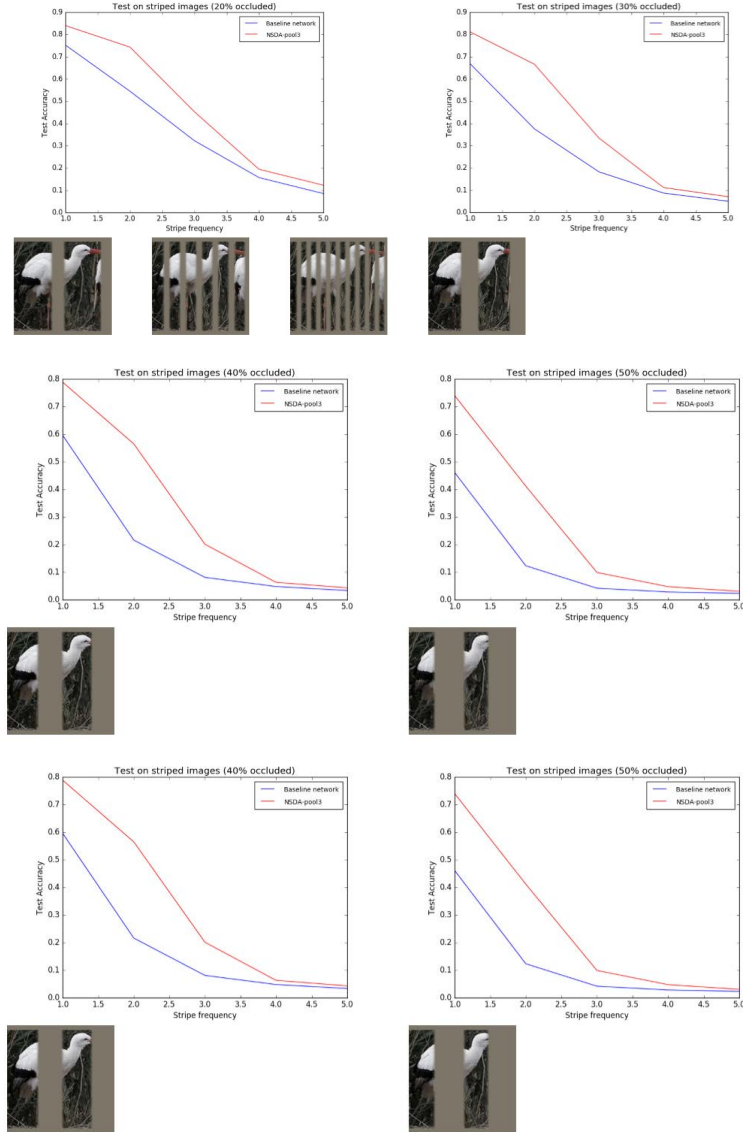 Test on striped images (20% occluded)
Baseline network
NSDA-pool3
Test Accuracy
0.9
0.8
0.7
0.6
0.5
0.4
0.3
0.2
0.1
0.0
1.0 1.5 2.0 2.5 3.0 3.5 4.0 4.5 5.0
Stripe frequency
Test on striped images (30% occluded)
Baseline network
NSDA-pool3
Test Accuracy
0.9
0.8
0.7
0.6
0.5
0.4
0.3
0.2
0.1
0.0
1.0 1.5 2.0 2.5 3.0 3.5 4.0 4.5 5.0
Stripe frequency
Test on striped images (40% occluded)
Baseline network
NSDA-pool3
Test Accuracy
0.8
0.7
0.6
0.5
0.4
0.3
0.2
0.1
0.0
1.0 1.5 2.0 2.5 3.0 3.5 4.0 4.5 5.0
Stripe frequency
Test on striped images (50% occluded)
Baseline network
NSDA-pool3
Test Accuracy
0.8
0.7
0.6
0.5
0.4
0.3
0.2
0.1
0.0
1.0 1.5 2.0 2.5 3.0 3.5 4.0 4.5 5.0
Stripe frequency
Test on striped images (40% occluded)
Baseline network
NSDA-pool3
Test Accuracy
0.8
0.7
0.6
0.5
0.4
0.3
0.2
0.1
0.0
1.0 1.5 2.0 2.5 3.0 3.5 4.0 4.5 5.0
Stripe frequency
Test on striped images (50% occluded)
Baseline network
NSDA-pool3
Test Accuracy
0.8
0.7
0.6
0.5
0.4
0.3
0.2
0.1
0.0
1.0 1.5 2.0 2.5 3.0 3.5 4.0 4.5 5.0
Stripe frequency